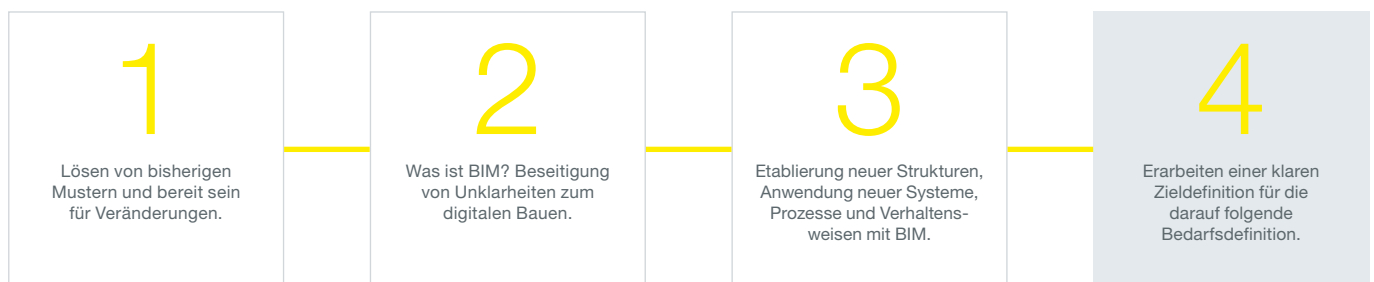 1
Lösen von bisherigen
Mustern und bereit sein
für Veränderungen.
2
Was ist BIM? Beseitigung
von Unklarheiten zum
digitalen Bauen.
3
Etablierung neuer Strukturen,
Anwendung neuer Systeme,
Prozesse und Verhaltens-
weisen mit BIM.
4
Erarbeiten einer klaren
Zieldefinition für die
darauf folgende
Bedarfsdefinition.